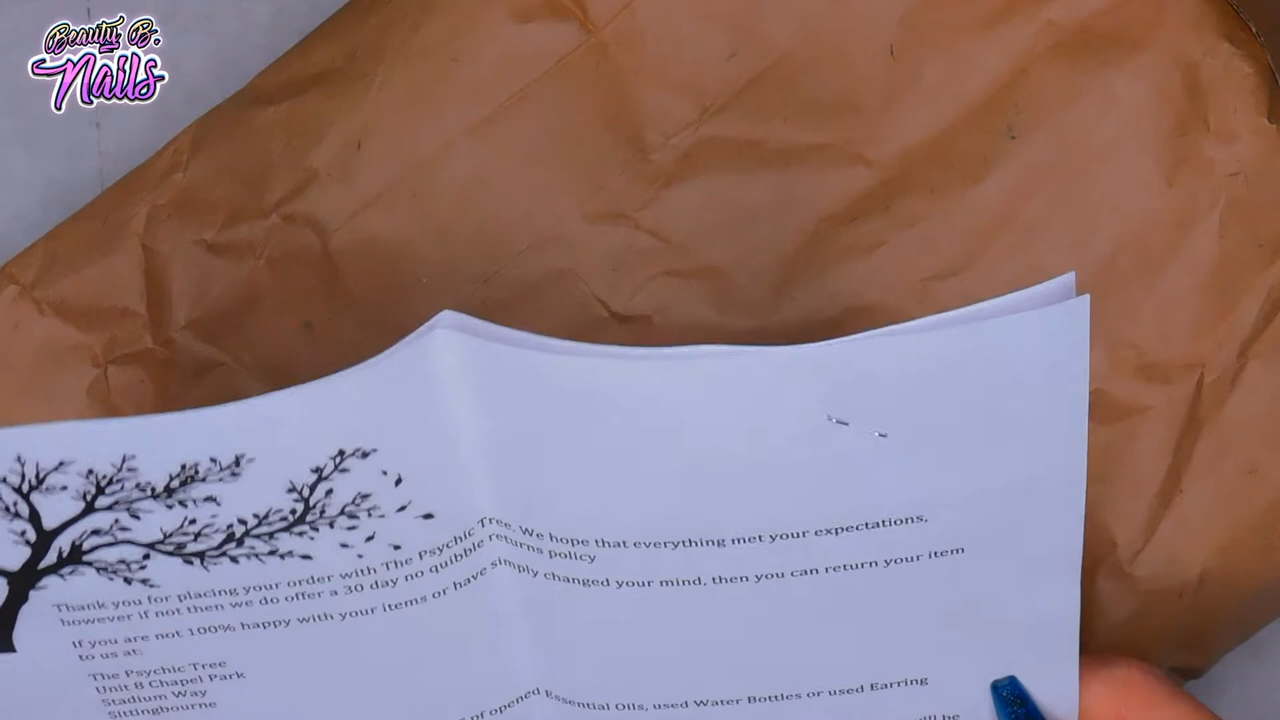 Beauty B.
Nails
Thank you for placing your order with The Psychic Tree. We hope that everything met your expectations,
however if not then we do offer a 30 day no quibble returns policy
If you are not 100% happy with your items or have simply changed your mind, then you can return your item
to us at:
The Psychic Tree
Unit 8 Chapel Park
Stadium Way
Sittingbourne
of opened Essential Oils, used Water Bottles or used Earring
will be